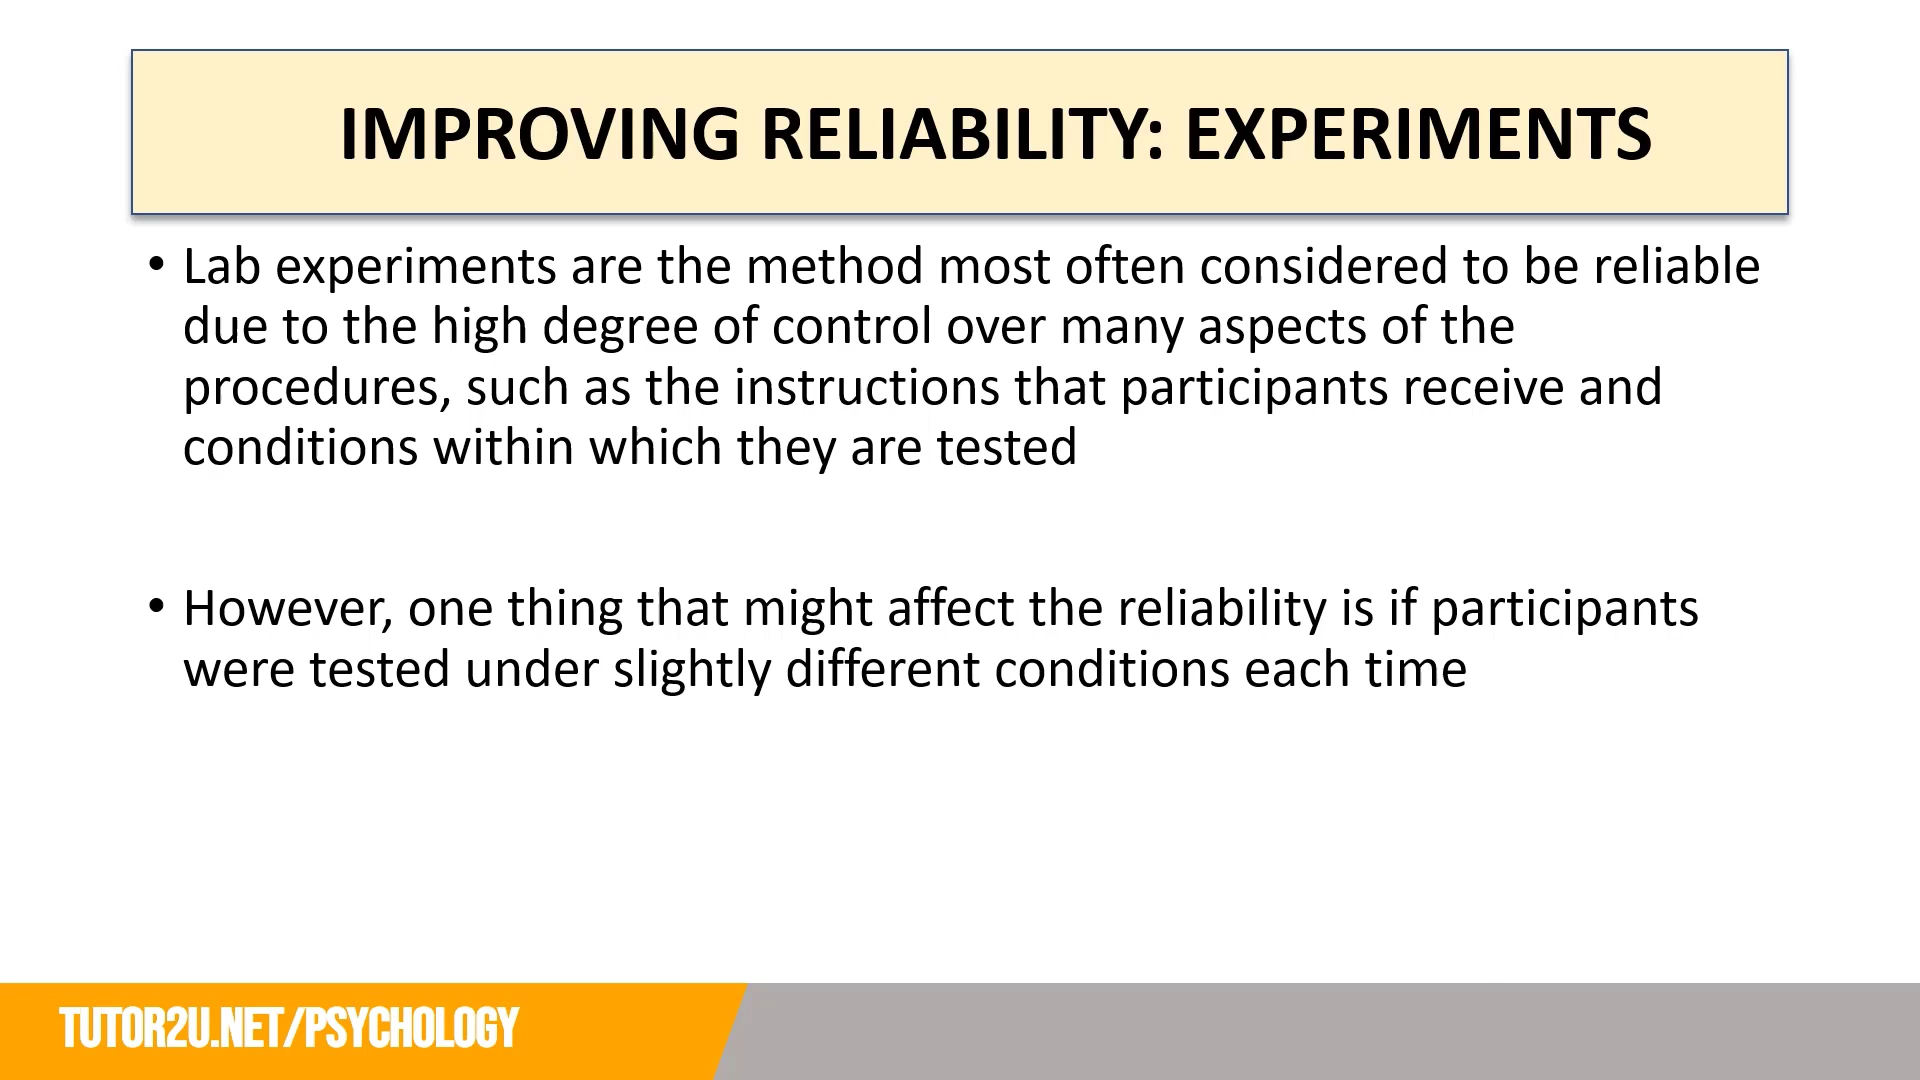 IMPROVING RELIABILITY: EXPERIMENTS
• Lab experiments are the method most often considered to be reliable
due to the high degree of control over many aspects of the
procedures, such as the instructions that participants receive and
conditions within which they are tested
• However, one thing that might affect the reliability is if participants
were tested under slightly different conditions each time
TUTOR2U.NET/PSYCHOLOGY